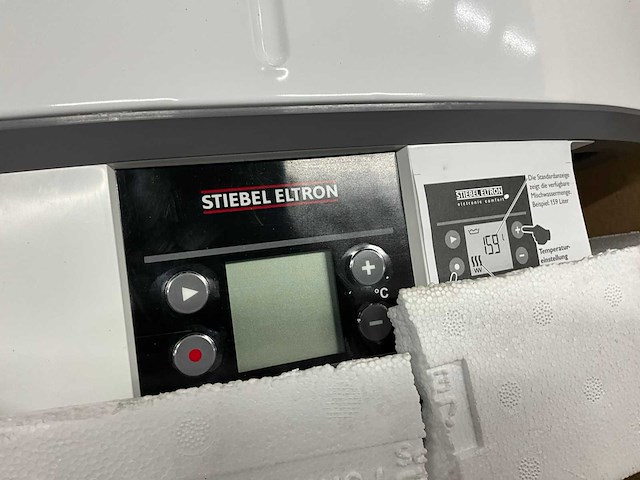 STIEBEL ELTRON
°C
STIEBEL ELTRON
electronic comfort
159
Die Standardanzeige
zeigt die verfügbare
Mischwassermenge.
Beispiel: 159 Liter
Temperatur-
einstellung